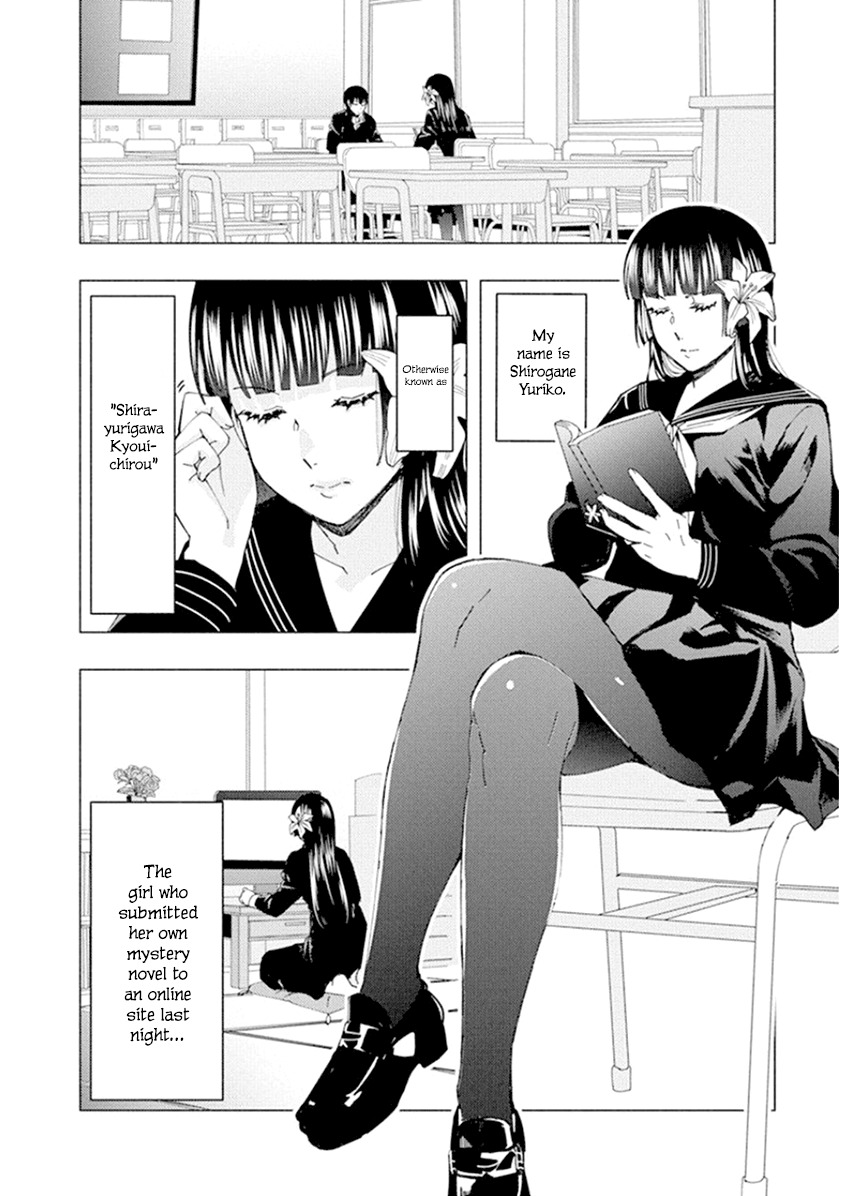 My
name is
Shirogane
Yuriko.
Otherwise
known as
"Shira-
yurigawa
Kyoui-
chirou"
The
girl who
submitted
her own
mystery
novel to
an online
site last
night...